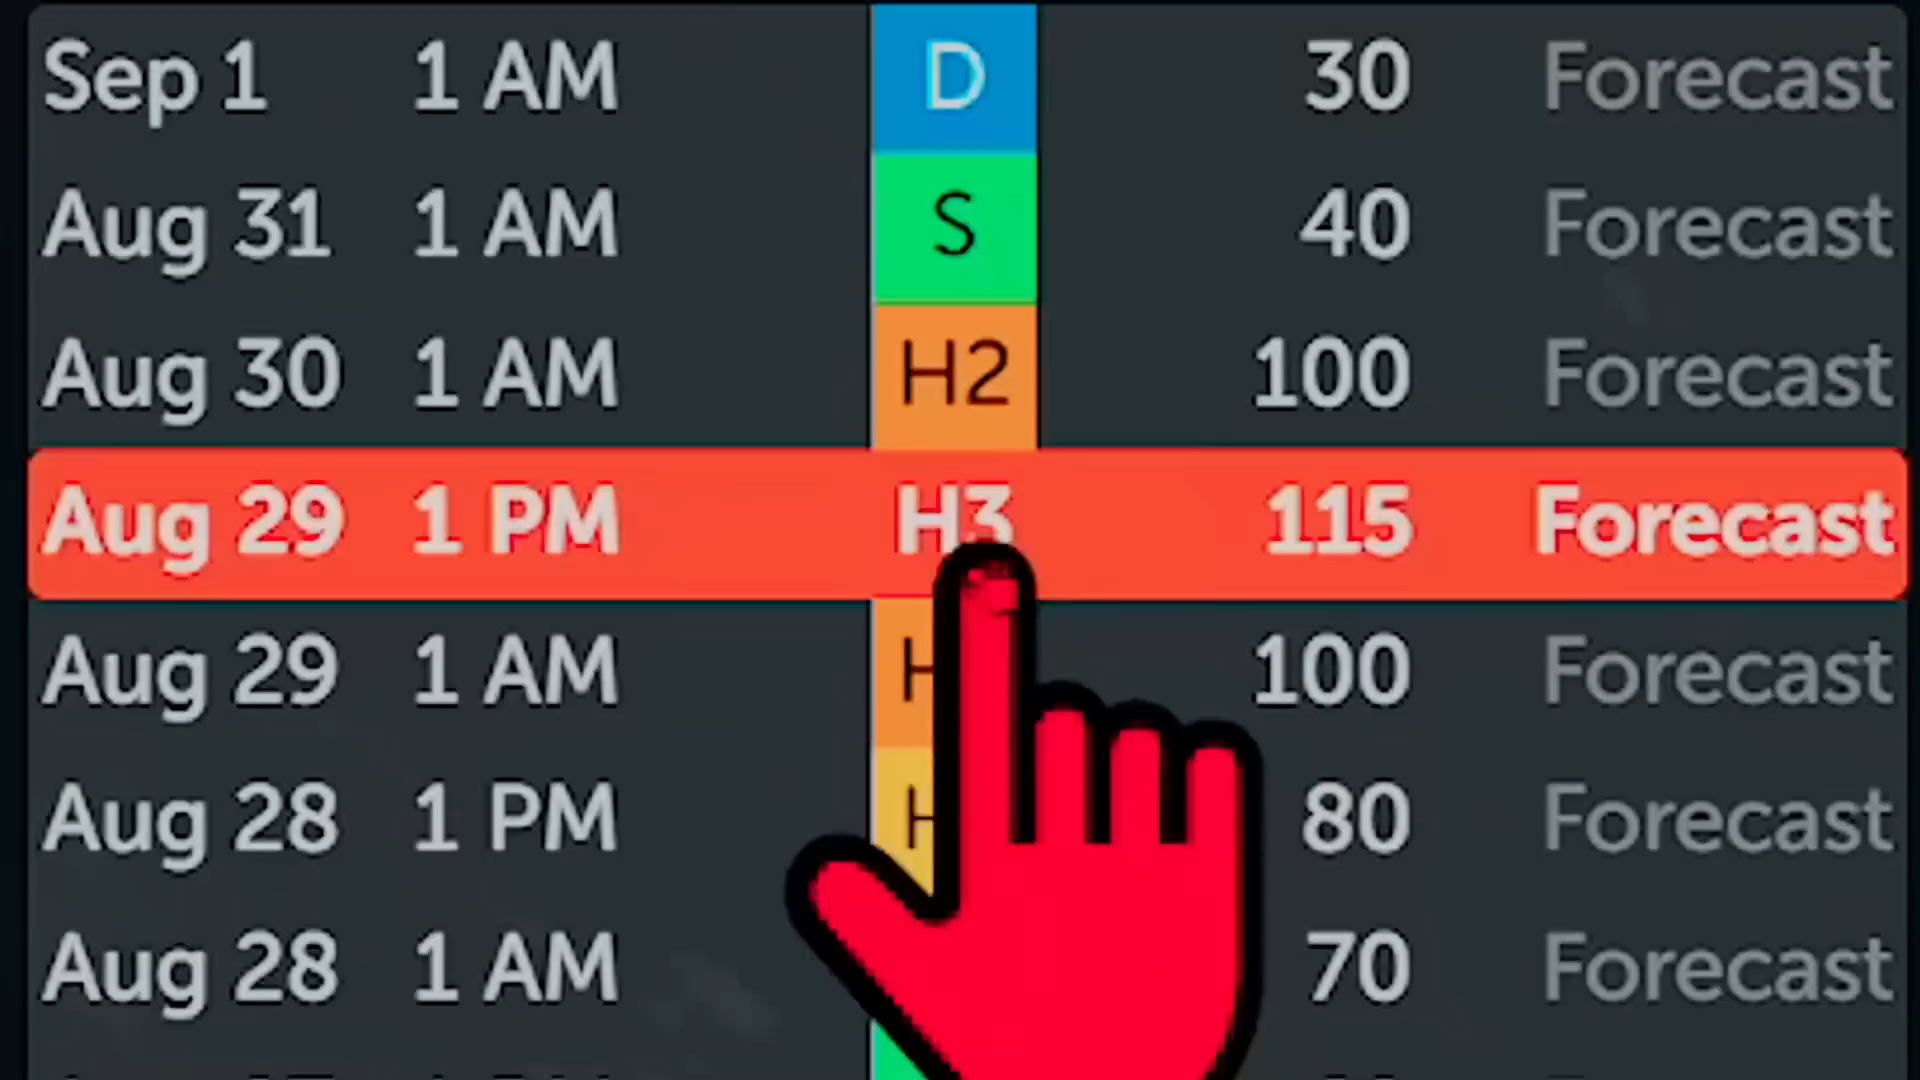 Sep 1 1 AM D 30 Forecast
Aug 31 1 AM S 40 Forecast
Aug 30 1 AM H2 100 Forecast
Aug 29 1 PM H3 115 Forecast
Aug 29 1 AM 100 Forecast
Aug 28 1 PM 80 Forecast
Aug 28 1 AM 70 Forecast